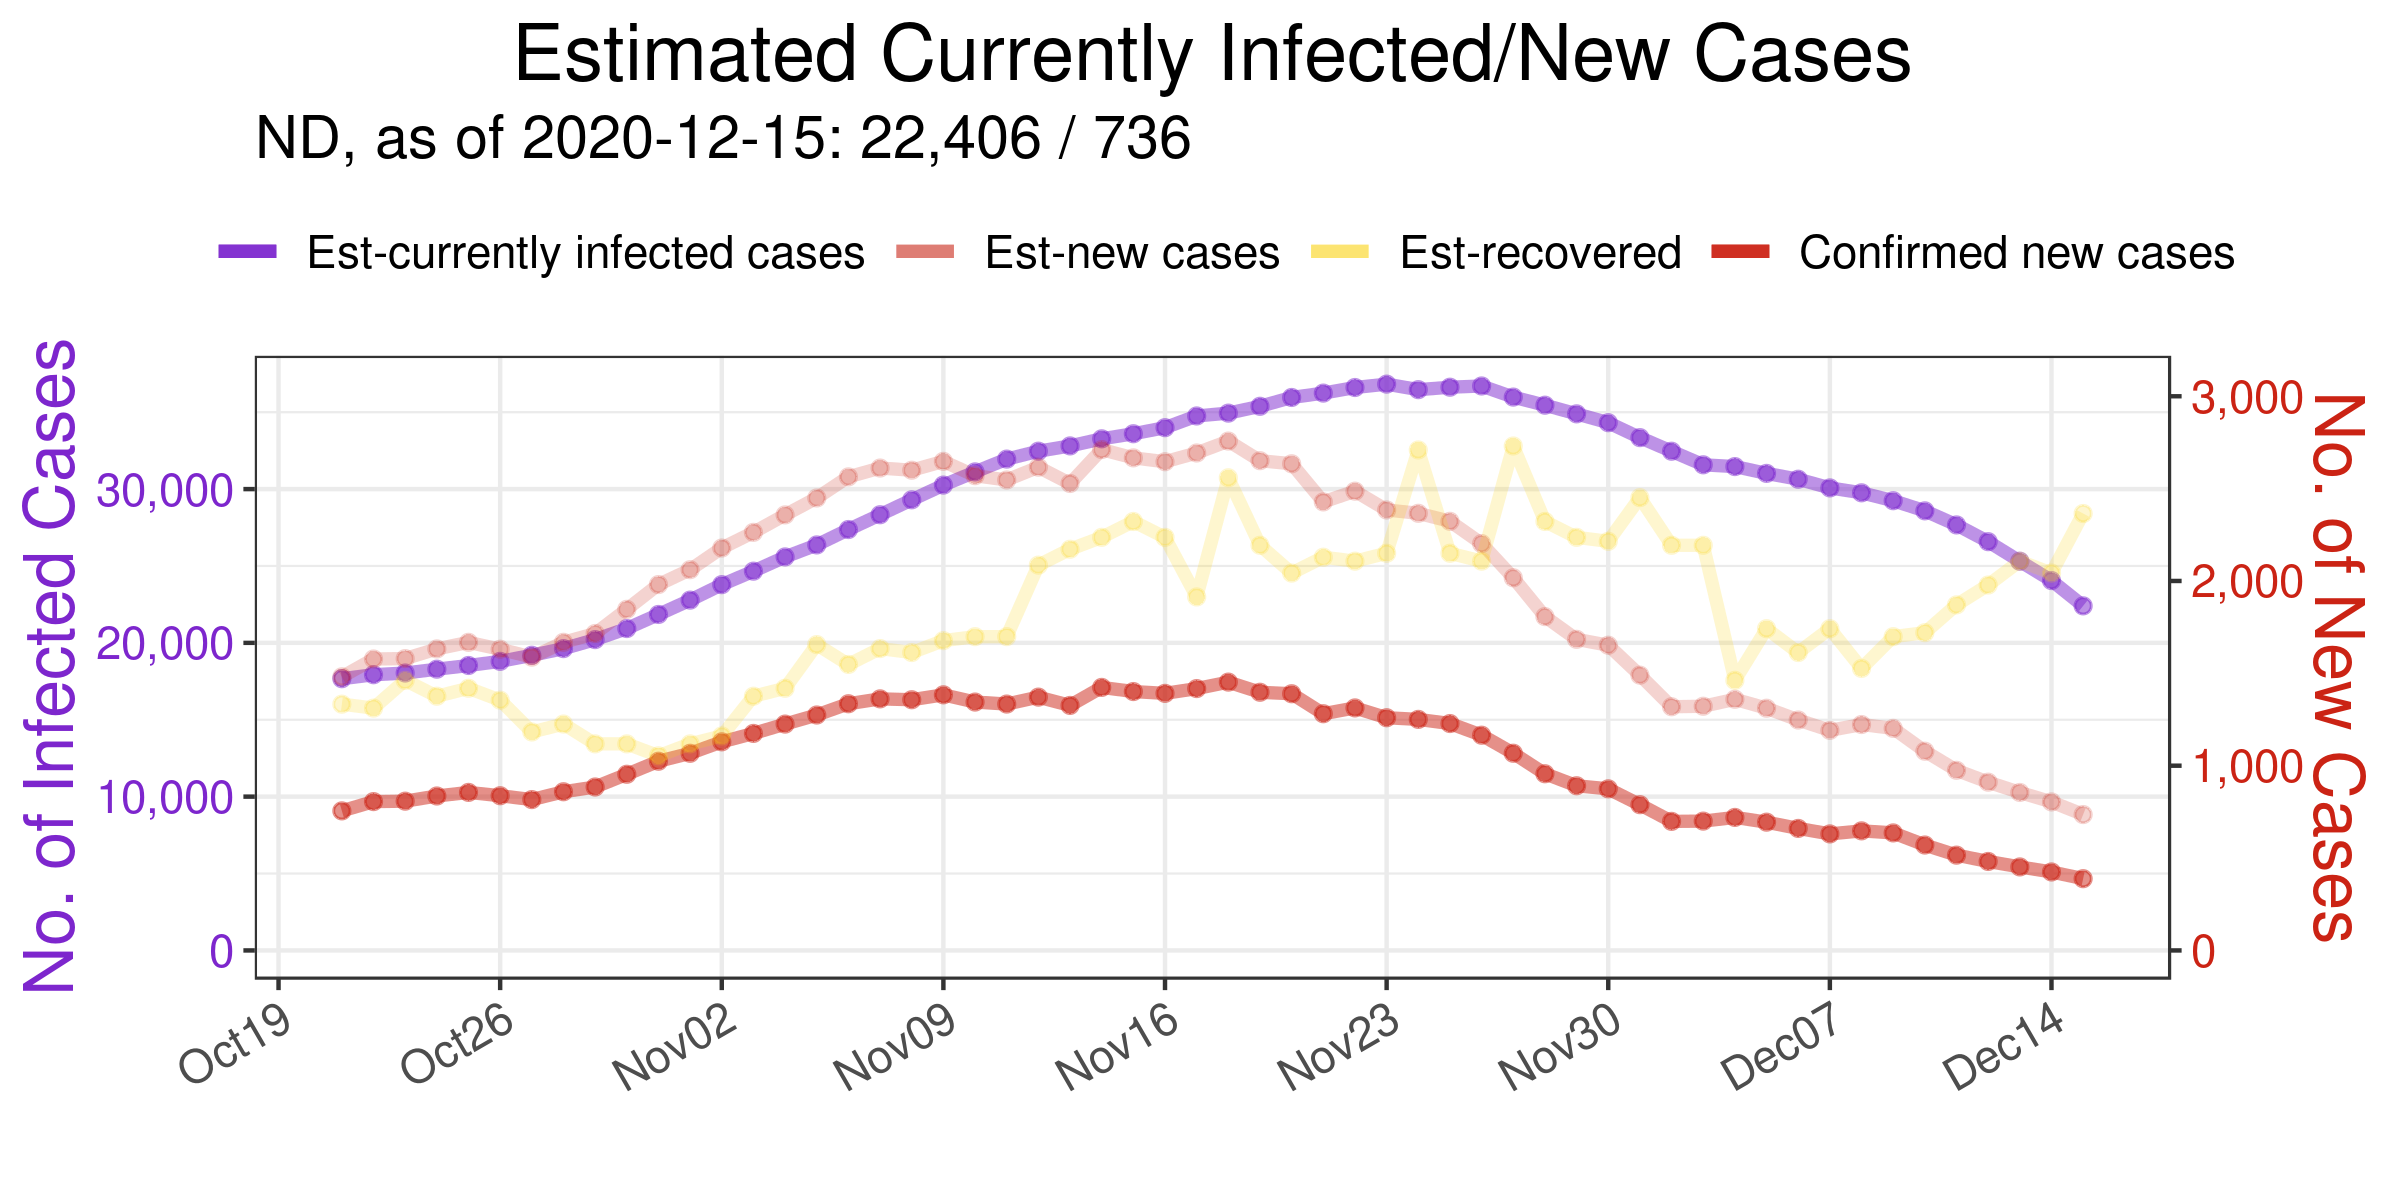 Estimated Currently Infected/New Cases
ND, as of 2020-12-15: 22,406 / 736
Est-currently infected cases Est-new cases Est-recovered Confirmed new cases
No. of Infected Cases
30,000
20,000
10,000
0
3,000
2,000
1,000
0
No. of New Cases
Oct19 Oct26 Nov02 Nov09 Nov16 Nov23 Nov30 Dec07 Dec14